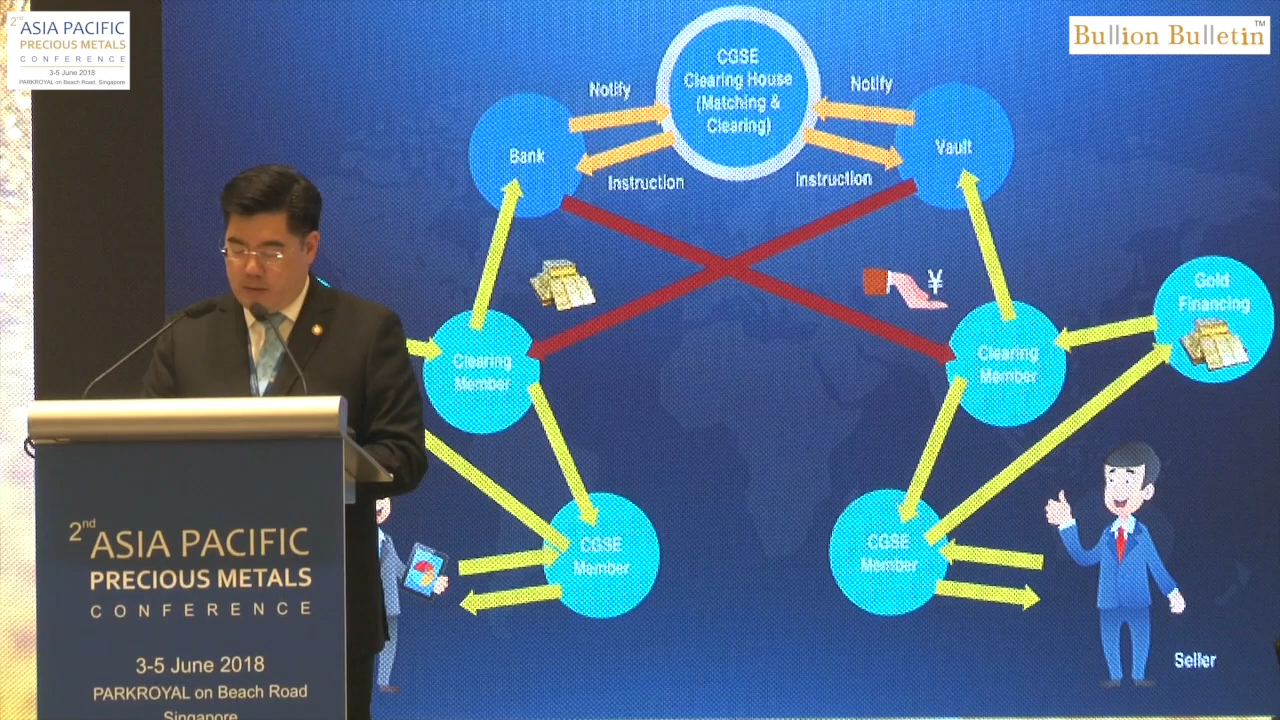 2nd
ASIA PACIFIC
PRECIOUS METALS
CONFERENCE
3-5 June 2018
PARKROYAL on Beach Road, Singapore
Bullion Bulletin™
CGSE
Clearing House
(Matching &
Clearing)
Notify
Notify
Bank
Vault
Instruction
Instruction
Gold
Financing
¥
Clearing
Member
Clearing
Member
CGSE
Member
CGSE
Member
Seller
2nd
ASIA PACIFIC
PRECIOUS METALS
CONFERENCE
3-5 June 2018
PARKROYAL on Beach Road
Singapore